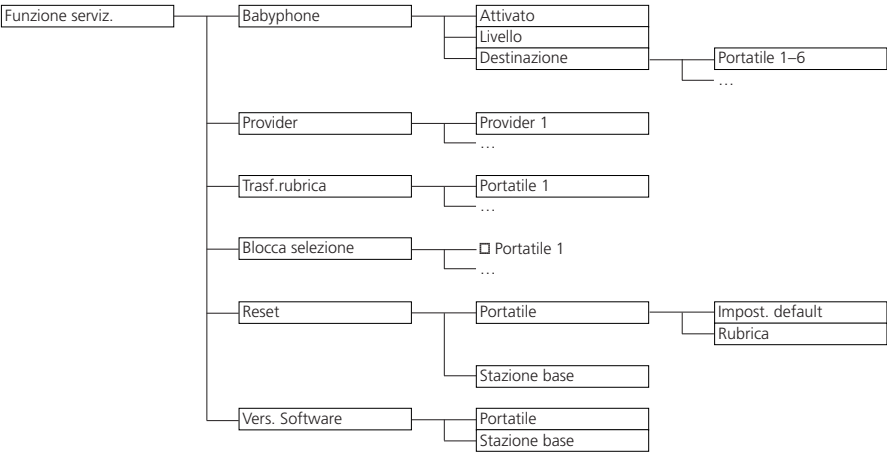 Funzione serviz.
Babyphone
Attivato
Livello
Destinazione
Portatile 1–6
…
Provider
Provider 1
…
Trasf.rubrica
Portatile 1
…
Blocca selezione
Portatile 1
…
Reset
Portatile
Impost. default
Rubrica
Stazione base
Vers. Software
Portatile
Stazione base